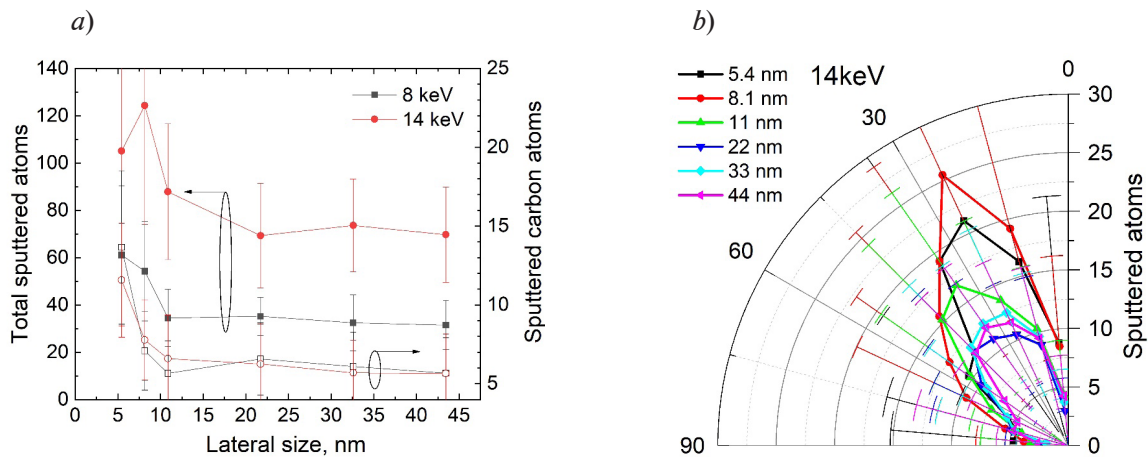 a)
140
120
100
80
60
40
20
0
Total sputtered atoms
8 keV
14 keV
25
20
15
10
5
Sputtered carbon atoms
0 5 10 15 20 25 30 35 40 45 50
Lateral size, nm
b)
5.4 nm
8.1 nm
11 nm
22 nm
33 nm
44 nm
14keV
0
30
60
90
30
25
20
15
10
5
0
Sputtered atoms